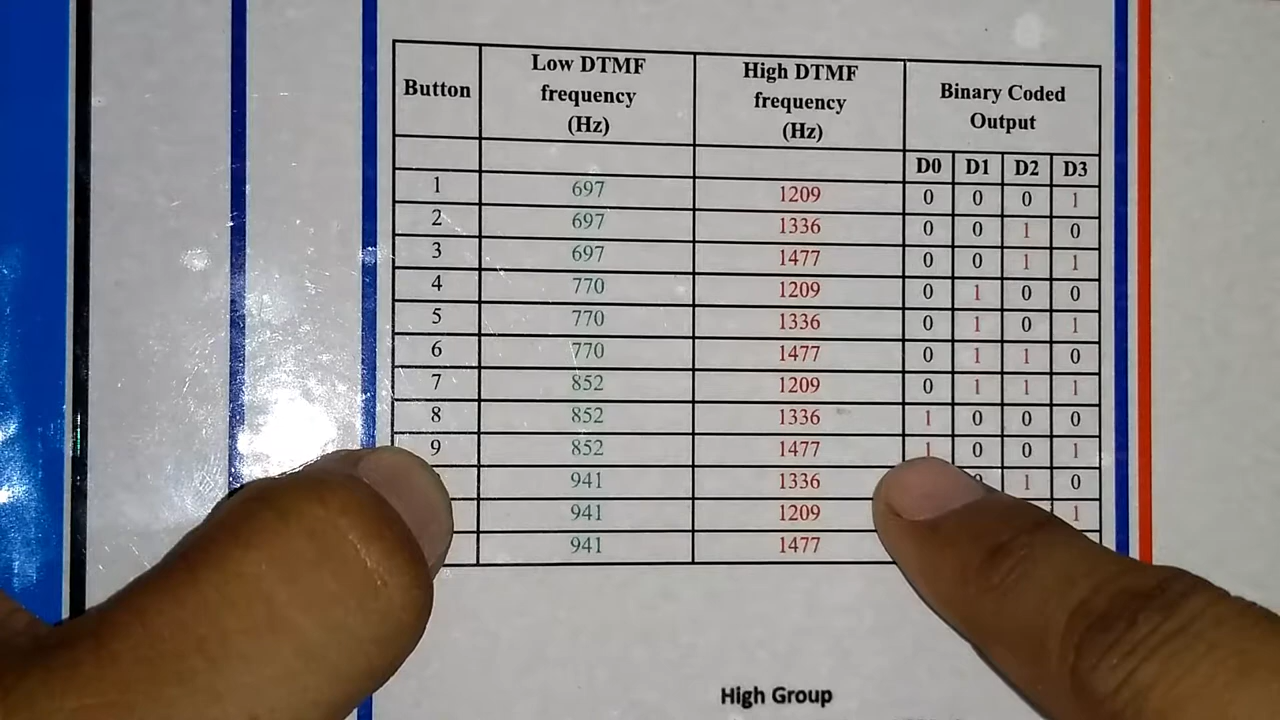 Button Low DTMF frequency (Hz) High DTMF frequency (Hz) Binary Coded Output
D0 D1 D2 D3
1 697 1209 0 0 0 1
2 697 1336 0 0 1 0
3 697 1477 0 0 1 1
4 770 1209 0 1 0 0
5 770 1336 0 1 0 1
6 770 1477 0 1 1 0
7 852 1209 0 1 1 1
8 852 1336 1 0 0 0
9 852 1477 1 0 0 1
941 1336 0 1 0
941 1209 1
941 1477
High Group